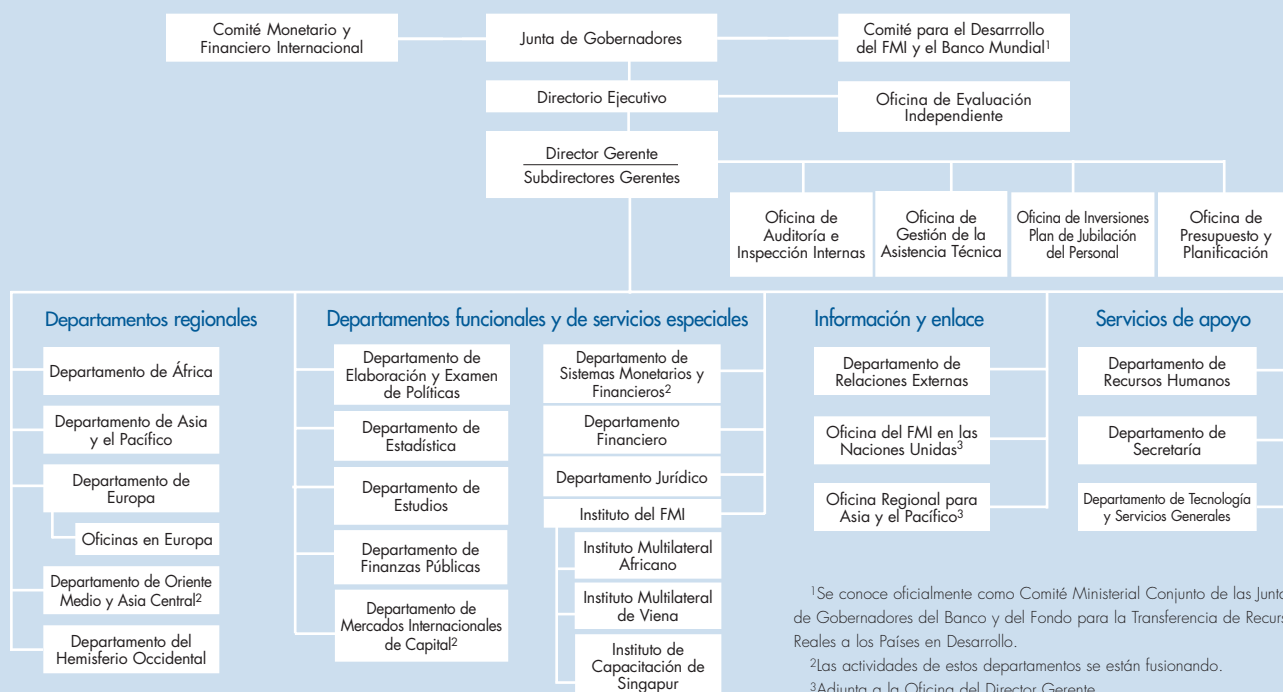 Comité Monetario y
Financiero Internacional
Junta de Gobernadores
Comité para el Desarrrollo
del FMI y el Banco Mundial¹
Directorio Ejecutivo
Oficina de Evaluación
Independiente
Director Gerente
Subdirectores Gerentes
Oficina de
Auditoría e
Inspección Internas
Oficina de
Gestión de la
Asistencia Técnica
Oficina de Inversiones
Plan de Jubilación
del Personal
Oficina de
Presupuesto y
Planificación
Departamentos regionales
Departamento de África
Departamento de Asia
y el Pacífico
Departamento de
Europa
Oficinas en Europa
Departamento de Oriente
Medio y Asia Central²
Departamento del
Hemisferio Occidental
Departamentos funcionales y de servicios especiales
Departamento de
Elaboración y Examen
de Políticas
Departamento de
Estadística
Departamento de
Estudios
Departamento de
Finanzas Públicas
Departamento de
Mercados Internacionales
de Capital²
Departamento de
Sistemas Monetarios y
Financieros²
Departamento
Financiero
Departamento Jurídico
Instituto del FMI
Instituto Multilateral
Africano
Instituto Multilateral
de Viena
Instituto de
Capacitación de
Singapur
Información y enlace
Departamento de
Relaciones Externas
Oficina del FMI en las
Naciones Unidas³
Oficina Regional para
Asia y el Pacífico³
Servicios de apoyo
Departamento de
Recursos Humanos
Departamento de
Secretaría
Departamento de Tecnología
y Servicios Generales
¹Se conoce oficialmente como Comité Ministerial Conjunto de las Junta
de Gobernadores del Banco y del Fondo para la Transferencia de Recurs
Reales a los Países en Desarrollo.
²Las actividades de estos departamentos se están fusionando.
³Adjunta a la Oficina del Director Gerente.